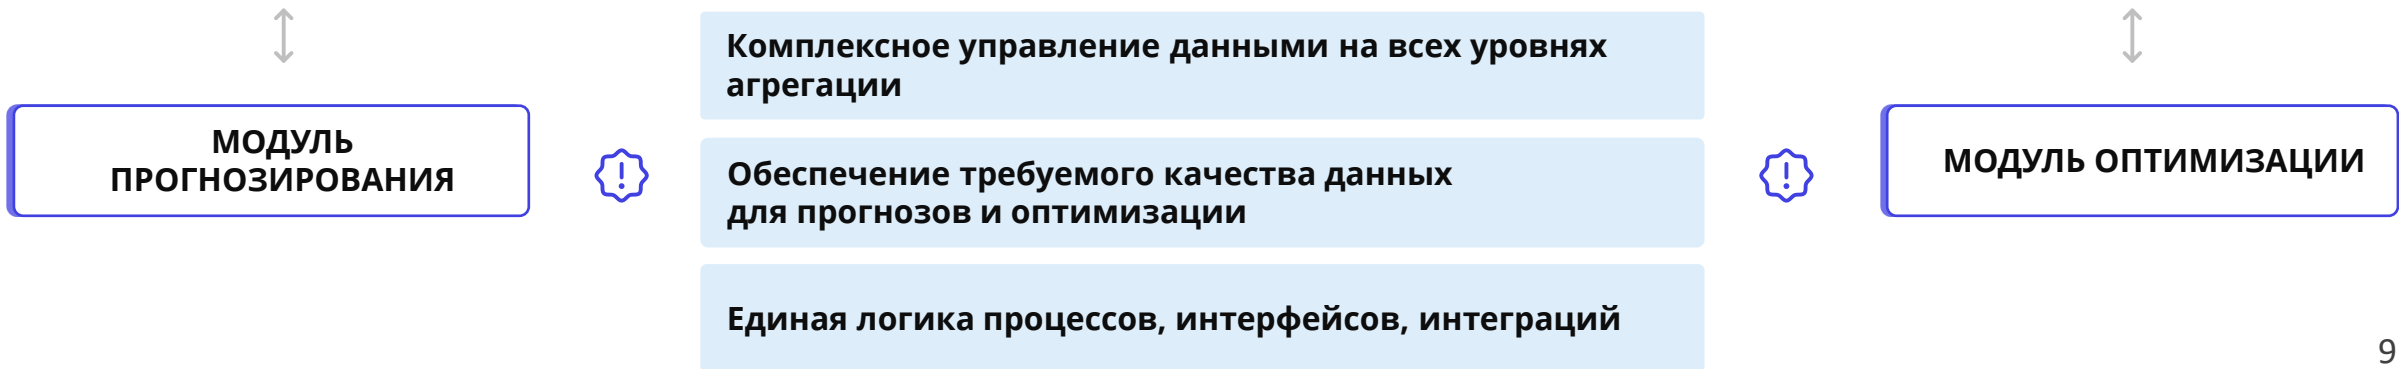 МОДУЛЬ
ПРОГНОЗИРОВАНИЯ
Комплексное управление данными на всех уровнях
агрегации
Обеспечение требуемого качества данных
для прогнозов и оптимизации
Единая логика процессов, интерфейсов, интеграций
МОДУЛЬ ОПТИМИЗАЦИИ
9